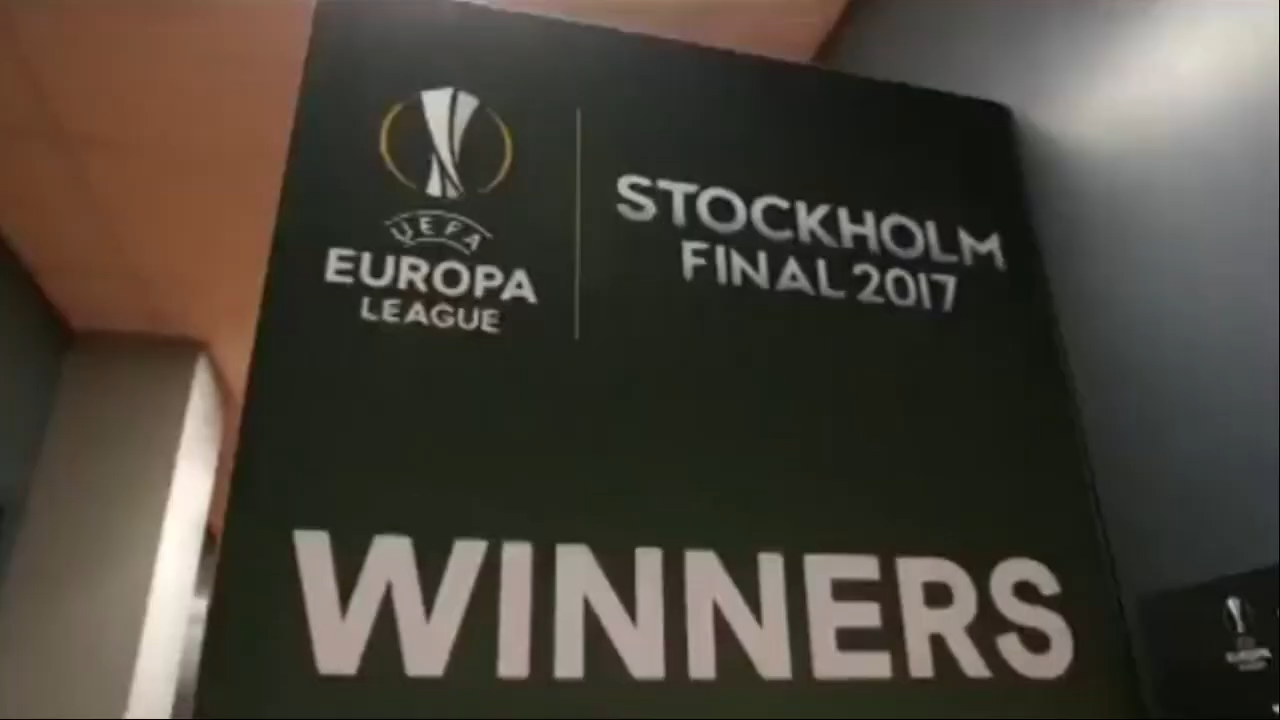 UEFA
EUROPA
LEAGUE
STOCKHOLM
FINAL 2017
WINNERS